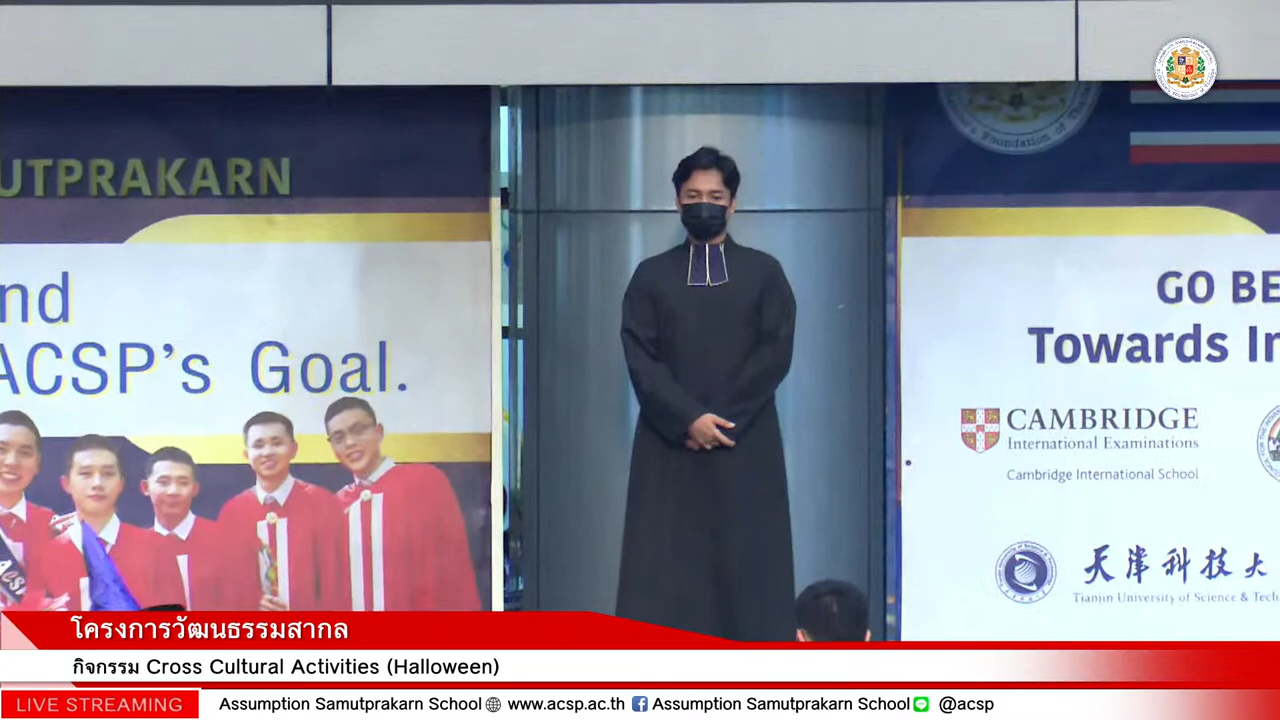 UTPRAKARN
nd
ACSP's Goal.
Foundation of
GO BE
Towards In
CAMBRIDGE
International Examinations
Cambridge International School
天津科技大
Tianjin University of Science & Tech
โครงการวัฒนธรรมสากล
กิจกรรม Cross Cultural Activities (Halloween)
LIVE STREAMING
Assumption Samutprakarn School www.acsp.ac.th Assumption Samutprakarn School @acsp